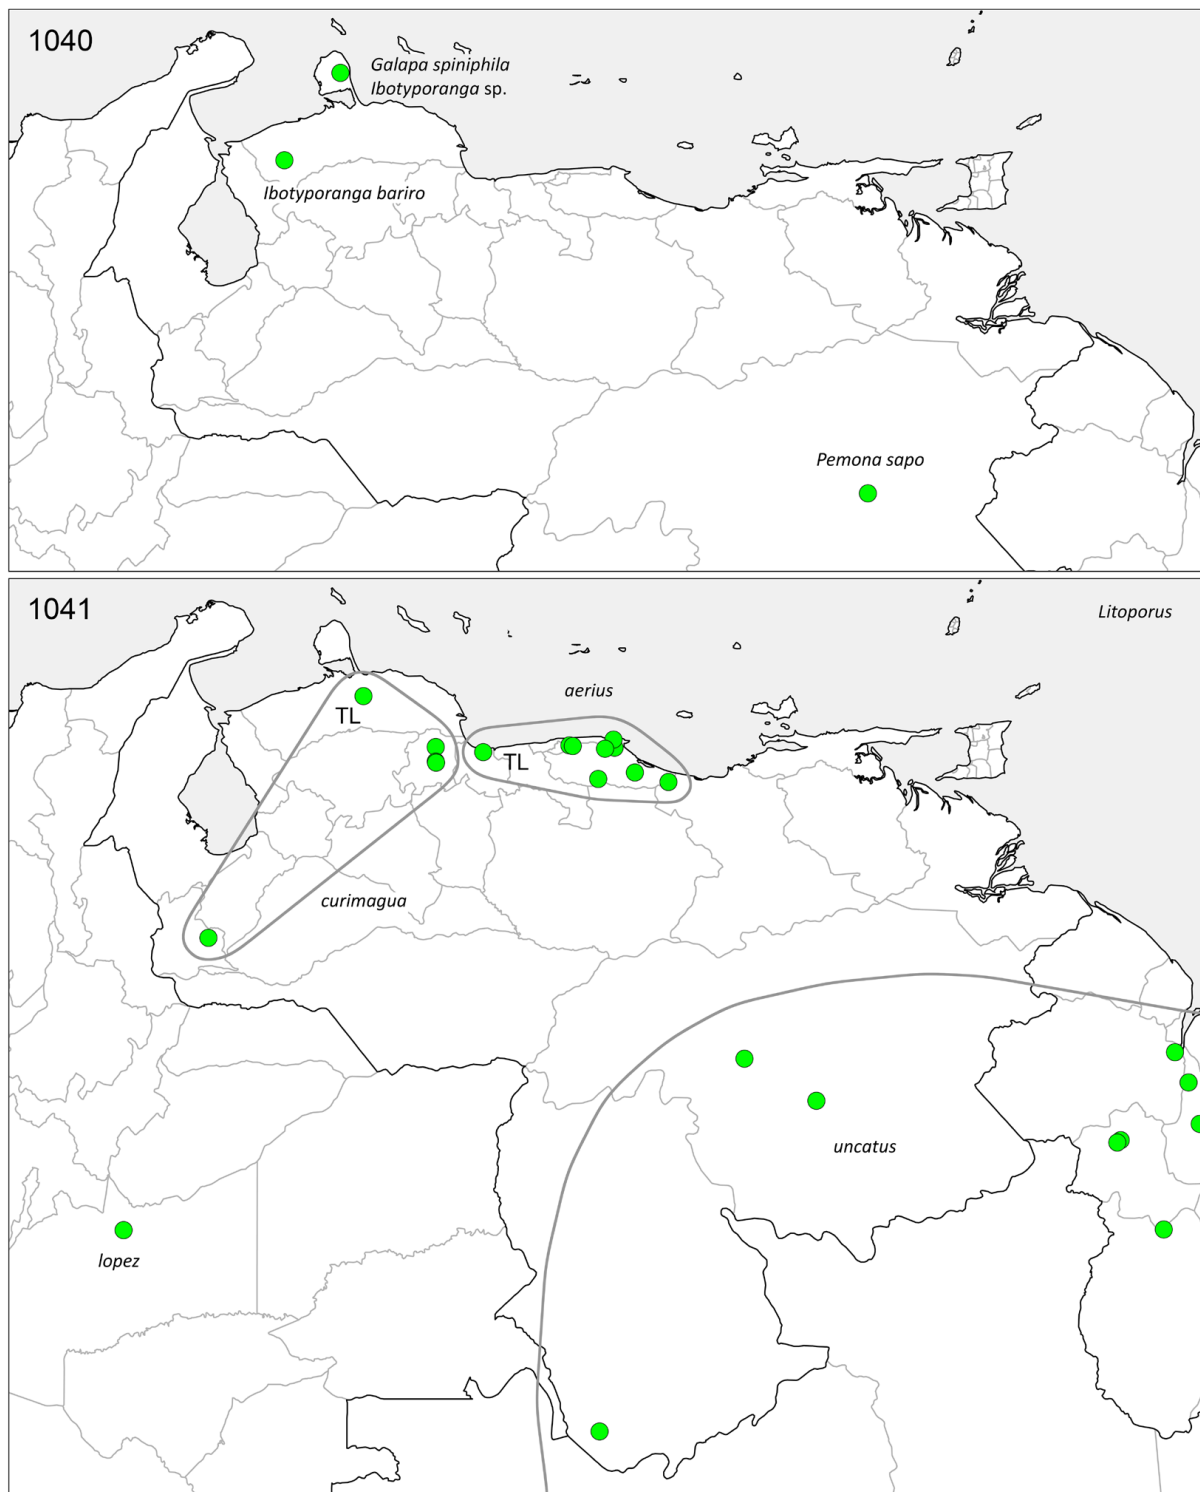 1040
Galapa spiniphila
Ibotyporanga sp.
Ibotyporanga bariro
Pemona sapo
1041
Litoporus
aerius
TL
TL
curimagua
uncatus
lopez